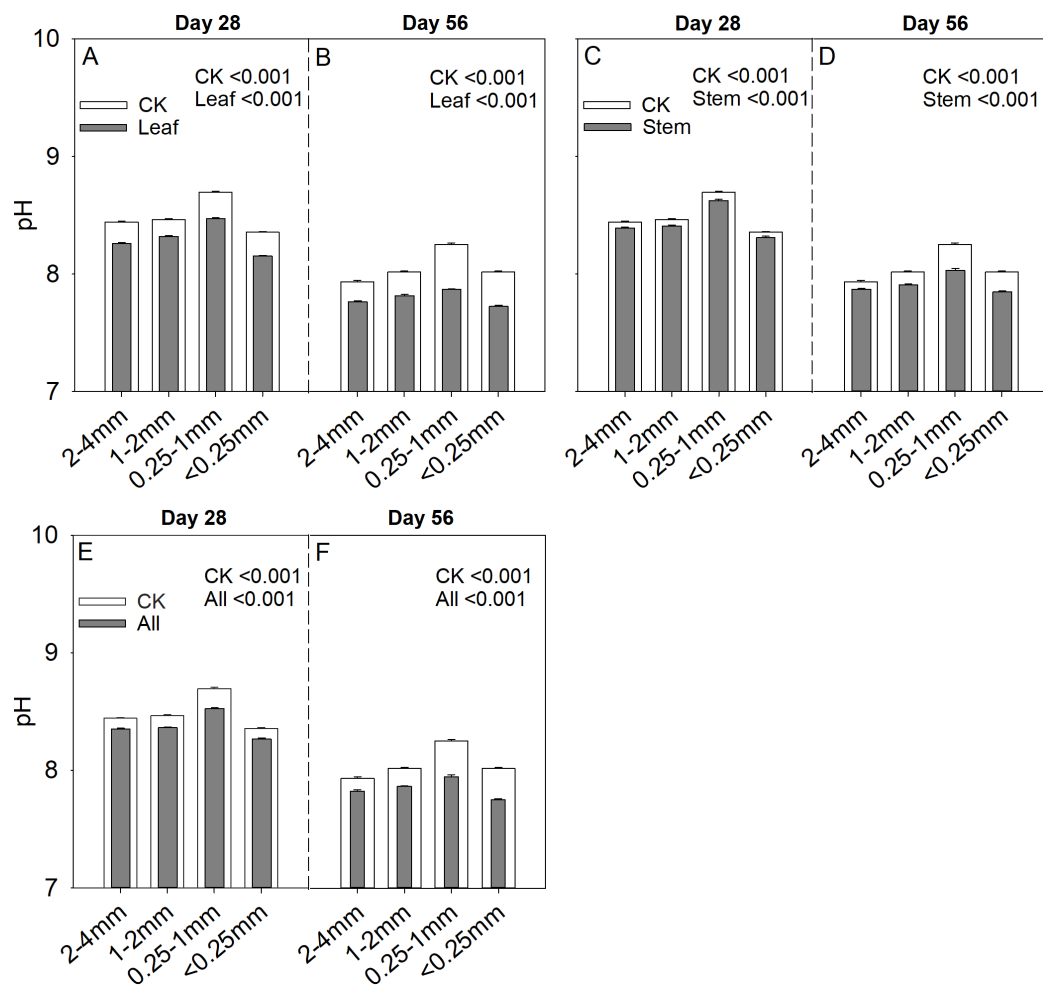 Day 28
Day 56
10
9
8
7
pH
A
CK <0.001
Leaf <0.001
CK
Leaf
B
CK <0.001
Leaf <0.001
2-4mm
1-2mm
0.25-1mm
<0.25mm
2-4mm
1-2mm
0.25-1mm
<0.25mm
Day 28
Day 56
C
CK <0.001
Stem <0.001
CK
Stem
D
CK <0.001
Stem <0.001
2-4mm
1-2mm
0.25-1mm
<0.25mm
2-4mm
1-2mm
0.25-1mm
<0.25mm
Day 28
Day 56
10
9
8
7
pH
E
CK <0.001
All <0.001
CK
All
F
CK <0.001
All <0.001
2-4mm
1-2mm
0.25-1mm
<0.25mm
2-4mm
1-2mm
0.25-1mm
<0.25mm